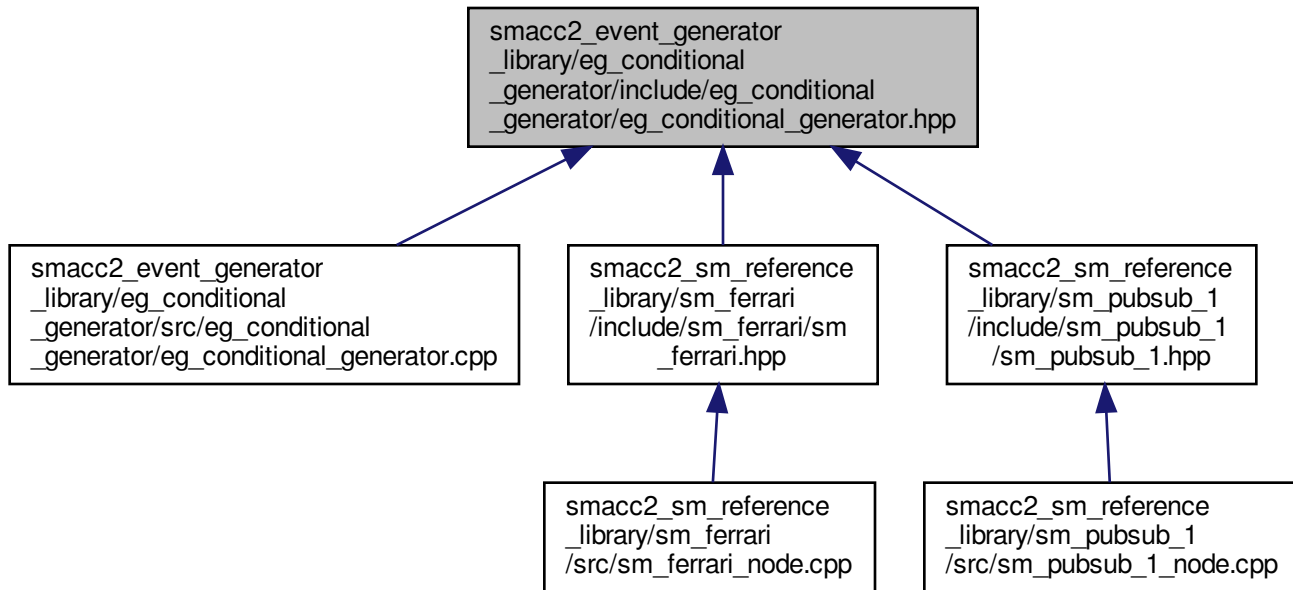 smacc2_event_generator
_library/eg_conditional
_generator/include/eg_conditional
_generator/eg_conditional_generator.hpp
smacc2_event_generator
_library/eg_conditional
_generator/src/eg_conditional
_generator/eg_conditional_generator.cpp
smacc2_sm_reference
_library/sm_ferrari
/include/sm_ferrari/sm
_ferrari.hpp
smacc2_sm_reference
_library/sm_pubsub_1
/include/sm_pubsub_1
/sm_pubsub_1.hpp
smacc2_sm_reference
_library/sm_ferrari
/src/sm_ferrari_node.cpp
smacc2_sm_reference
_library/sm_pubsub_1
/src/sm_pubsub_1_node.cpp